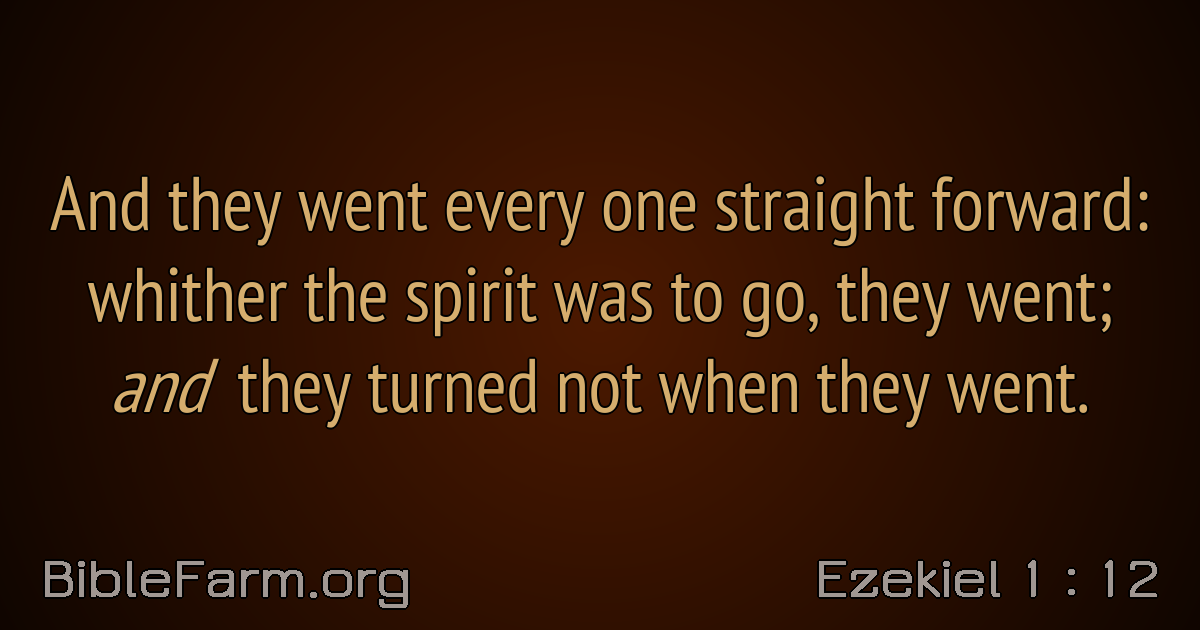 And they went every one straight forward:
whither the spirit was to go, they went;
and they turned not when they went.
BibleFarm.org
Ezekiel 1 : 12